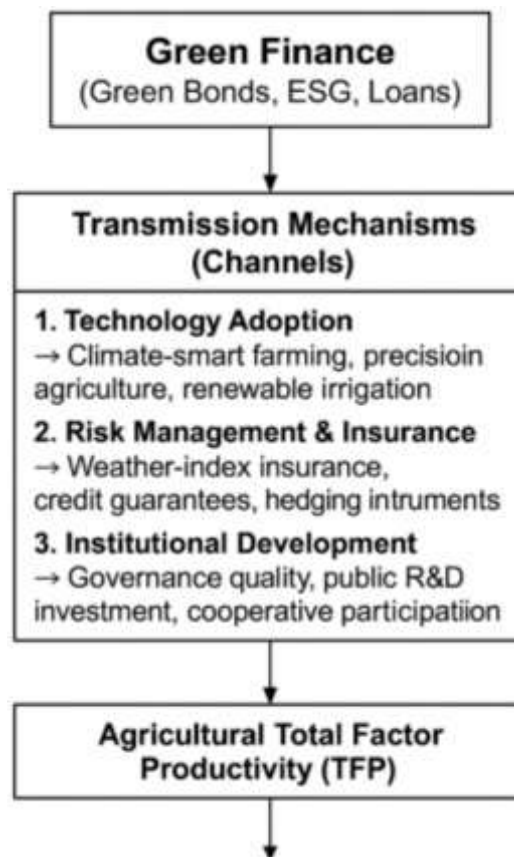 Green Finance
(Green Bonds, ESG, Loans)
Transmission Mechanisms
(Channels)
1. Technology Adoption
→ Climate-smart farming, precisioin
agriculture, renewable irrigation
2. Risk Management & Insurance
→ Weather-index insurance,
credit guarantees, hedging intruments
3. Institutional Development
→ Governance quality, public R&D
investment, cooperative participatiion
Agricultural Total Factor
Productivity (TFP)